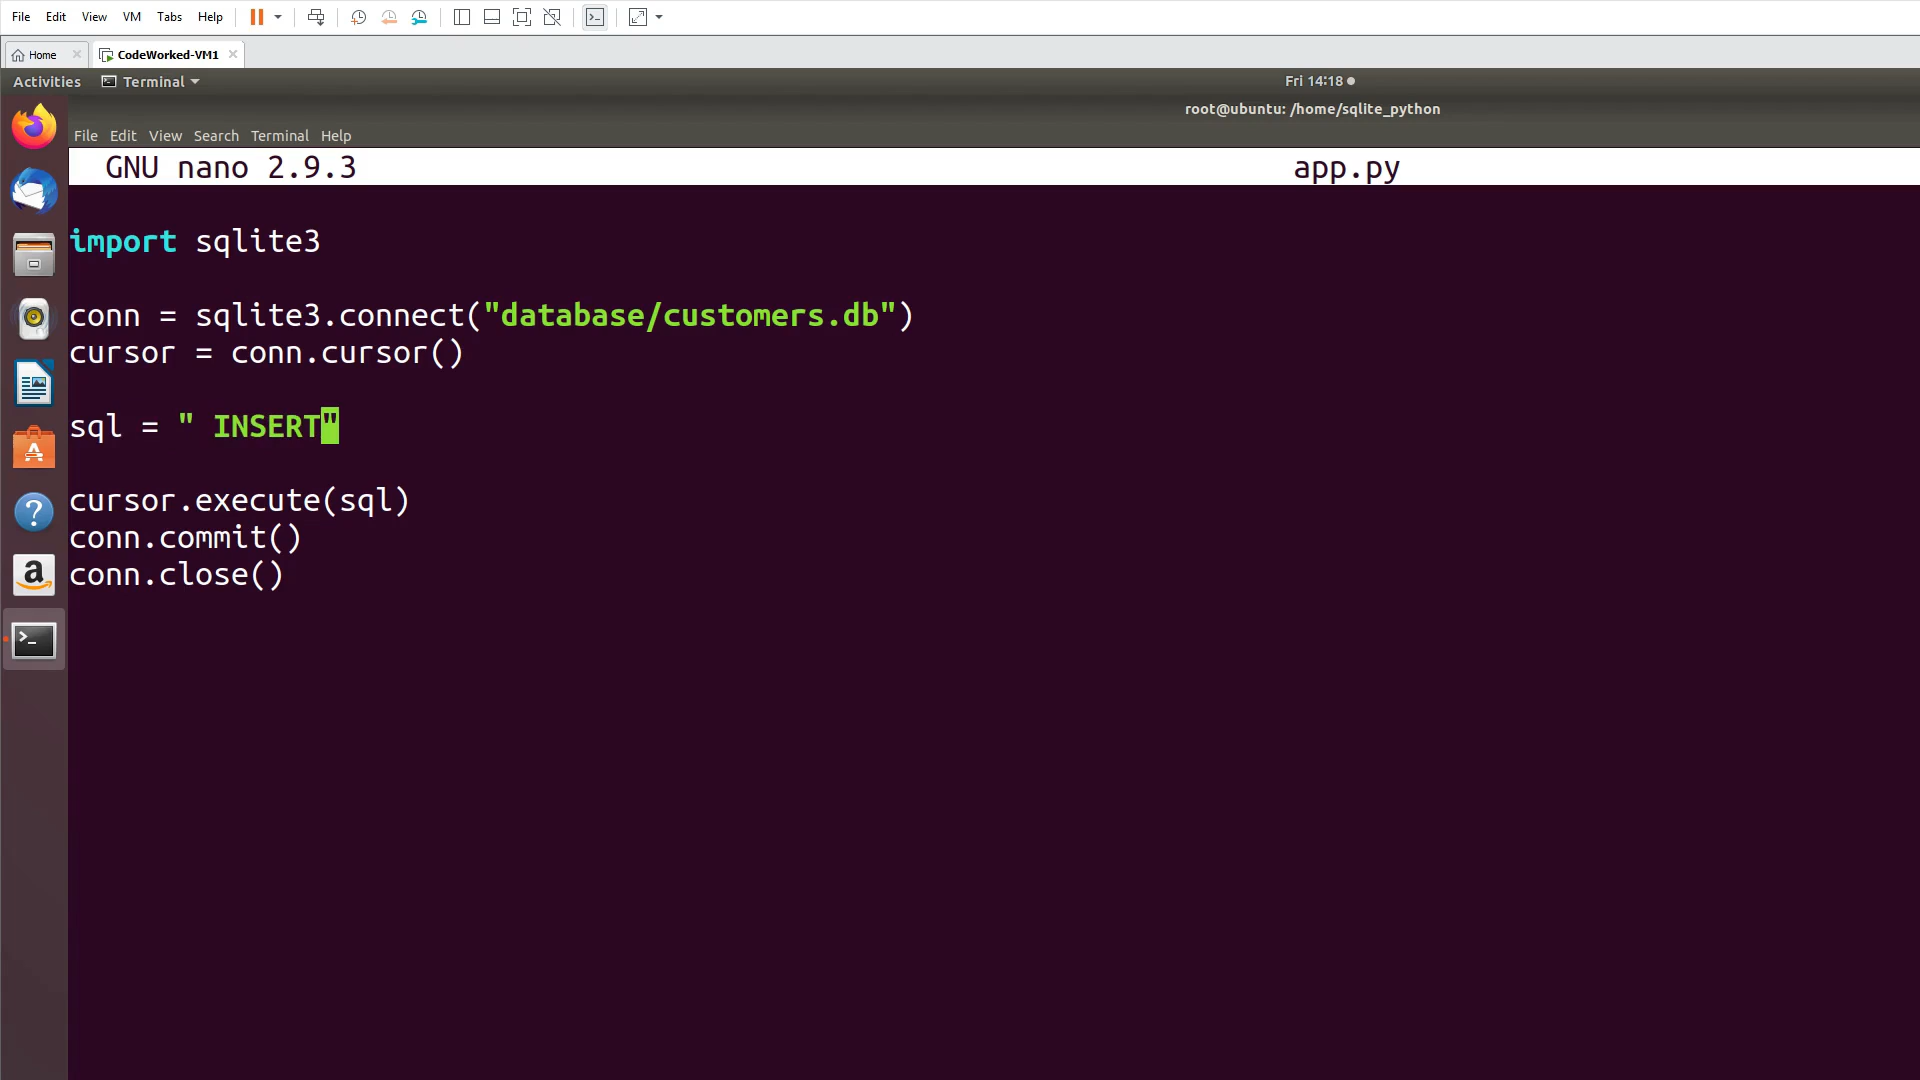 File Edit View VM Tabs Help
Home CodeWorked-VM1
Activities Terminal Fri 14:18
root@ubuntu: /home/sqlite_python
File Edit View Search Terminal Help
GNU nano 2.9.3 app.py
import sqlite3
conn = sqlite3.connect("database/customers.db")
cursor = conn.cursor()
sql = " INSERT"
cursor.execute(sql)
conn.commit()
conn.close()